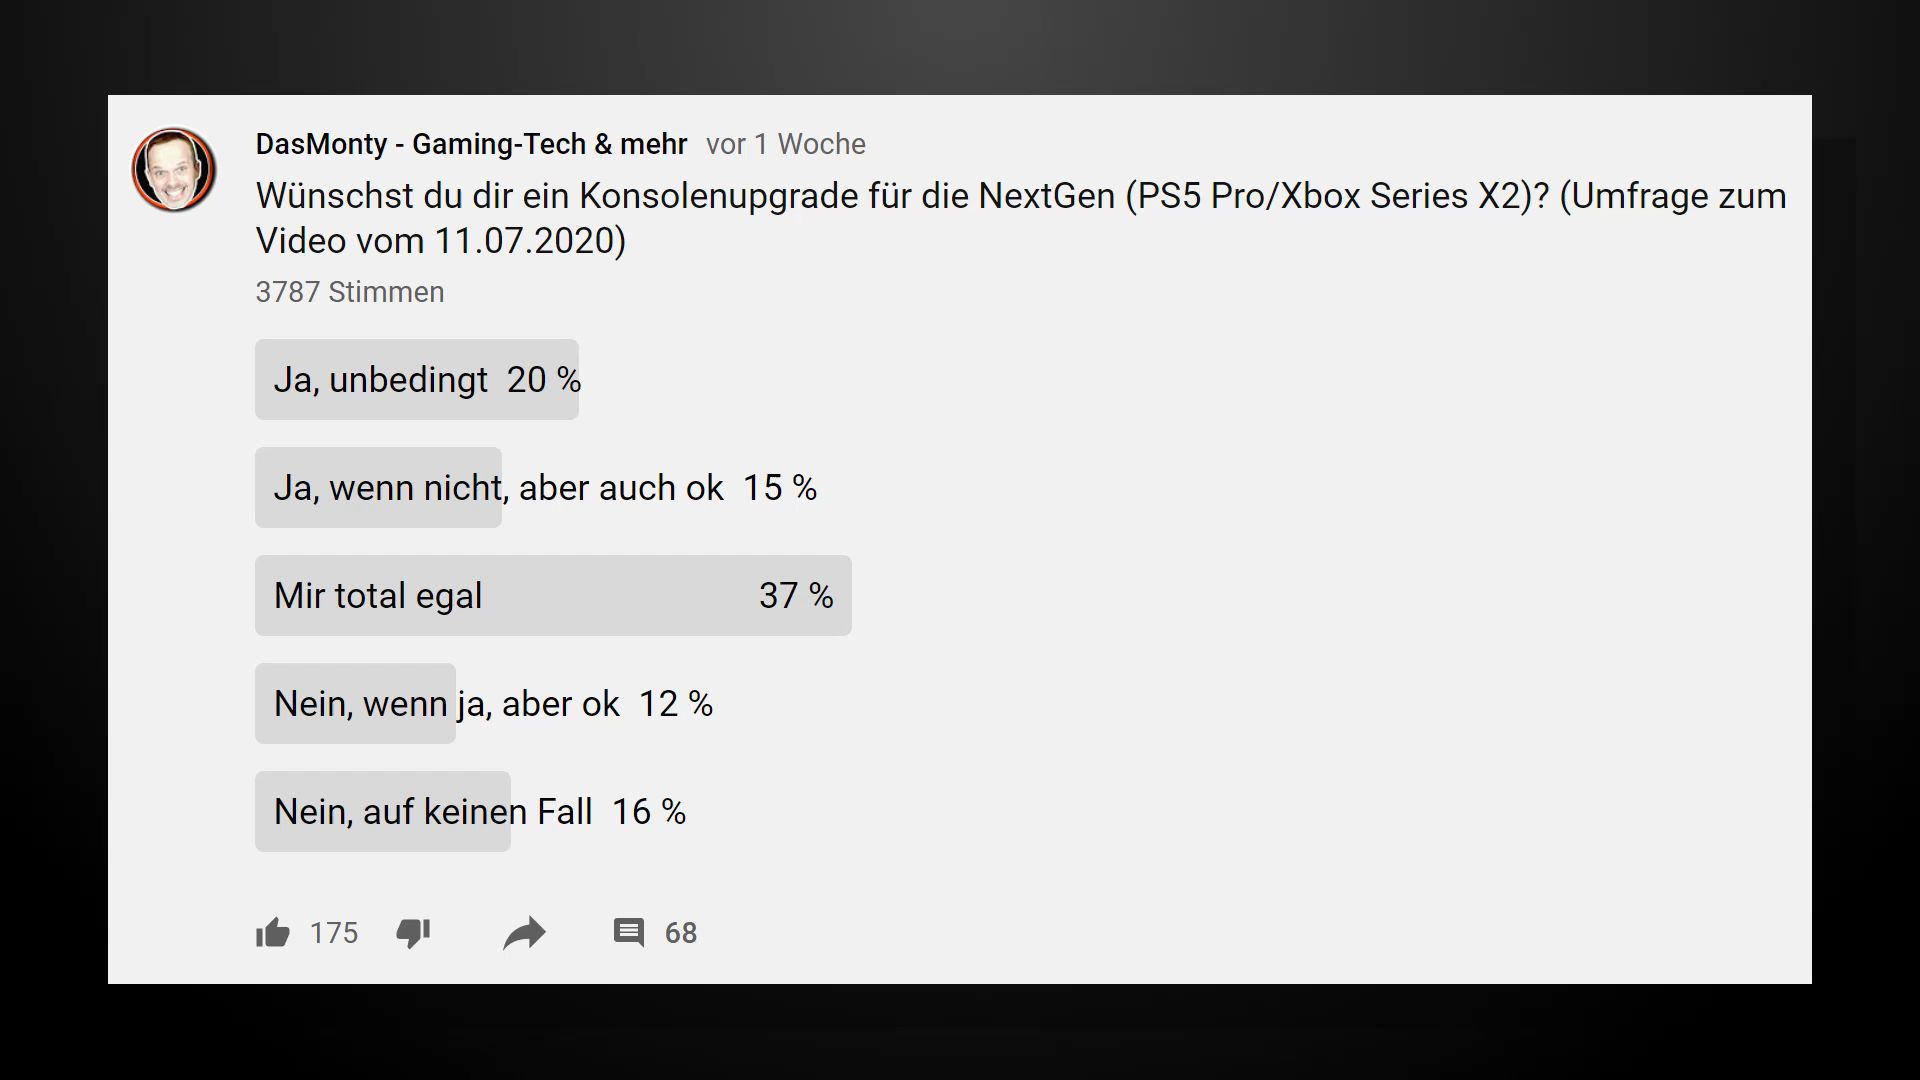 DasMonty - Gaming-Tech & mehr vor 1 Woche
Wünschst du dir ein Konsolenupgrade für die NextGen (PS5 Pro/Xbox Series X2)? (Umfrage zum
Video vom 11.07.2020)
3787 Stimmen
Ja, unbedingt 20 %
Ja, wenn nicht, aber auch ok 15 %
Mir total egal 37 %
Nein, wenn ja, aber ok 12 %
Nein, auf keinen Fall 16 %
175 68